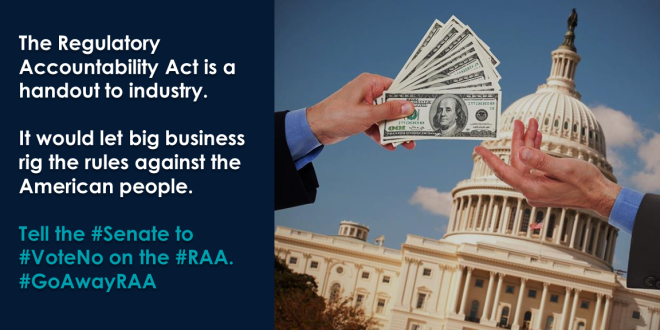 The Regulatory
Accountability Act is a
handout to industry.
It would let big business
rig the rules against the
American people.
Tell the #Senate to
#VoteNo on the #RAA.
#GoAwayRAA